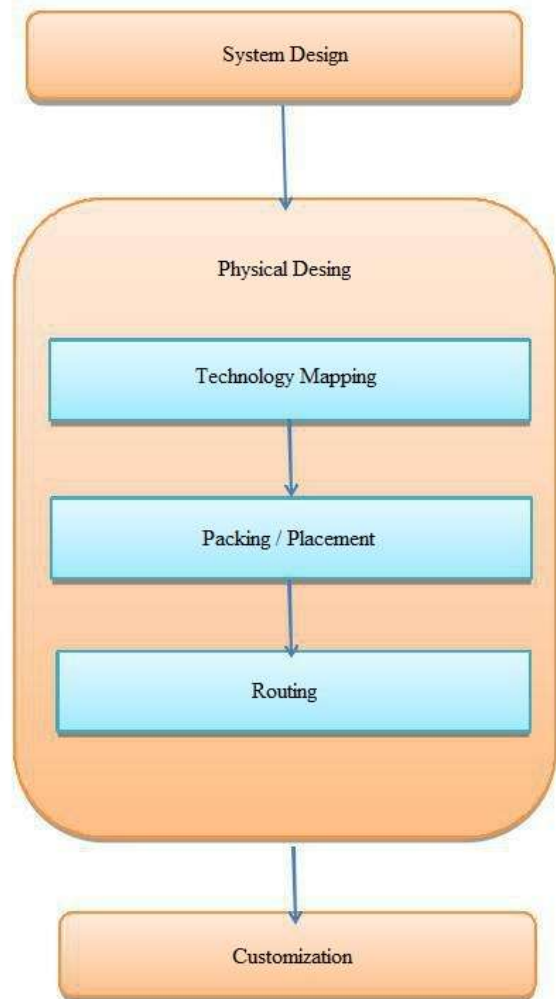 System Design
Physical Desing
Technology Mapping
Packing / Placement
Routing
Customization